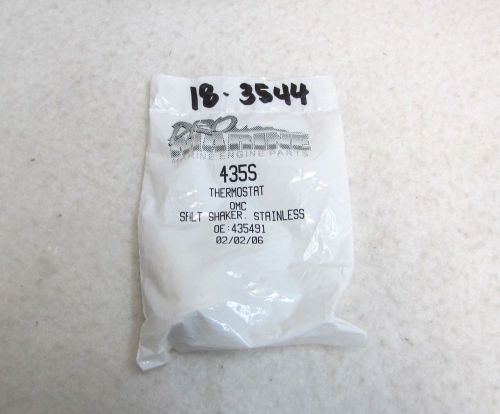 18-3544
PRO
MARINE
MARINE ENGINE PARTS
435S
THERMOSTAT
OMC
SALT SHAKER, STAINLESS
OE:435491
02/02/06